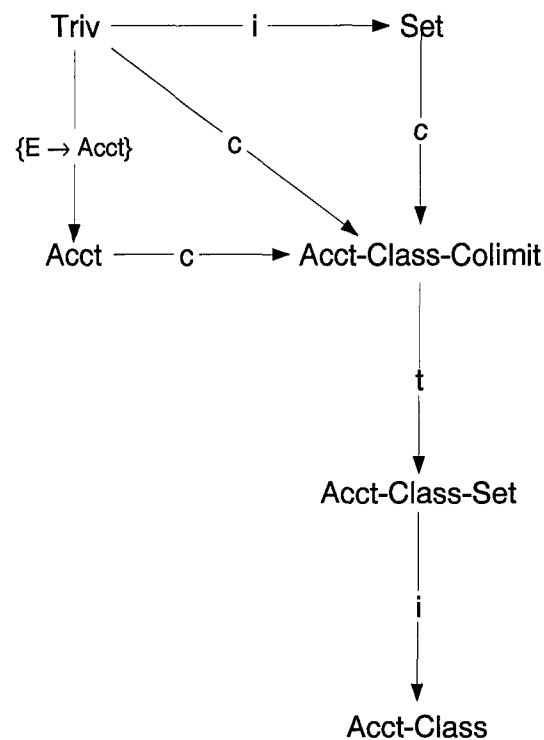 Triv i Set
{E → Acct} c c
Acct c Acct-Class-Colimit
t
Acct-Class-Set
i
Acct-Class